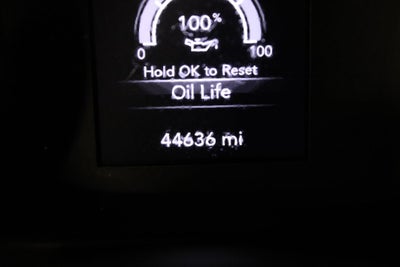 100%
0 100
Hold OK to Reset
Oil Life
44636 mi